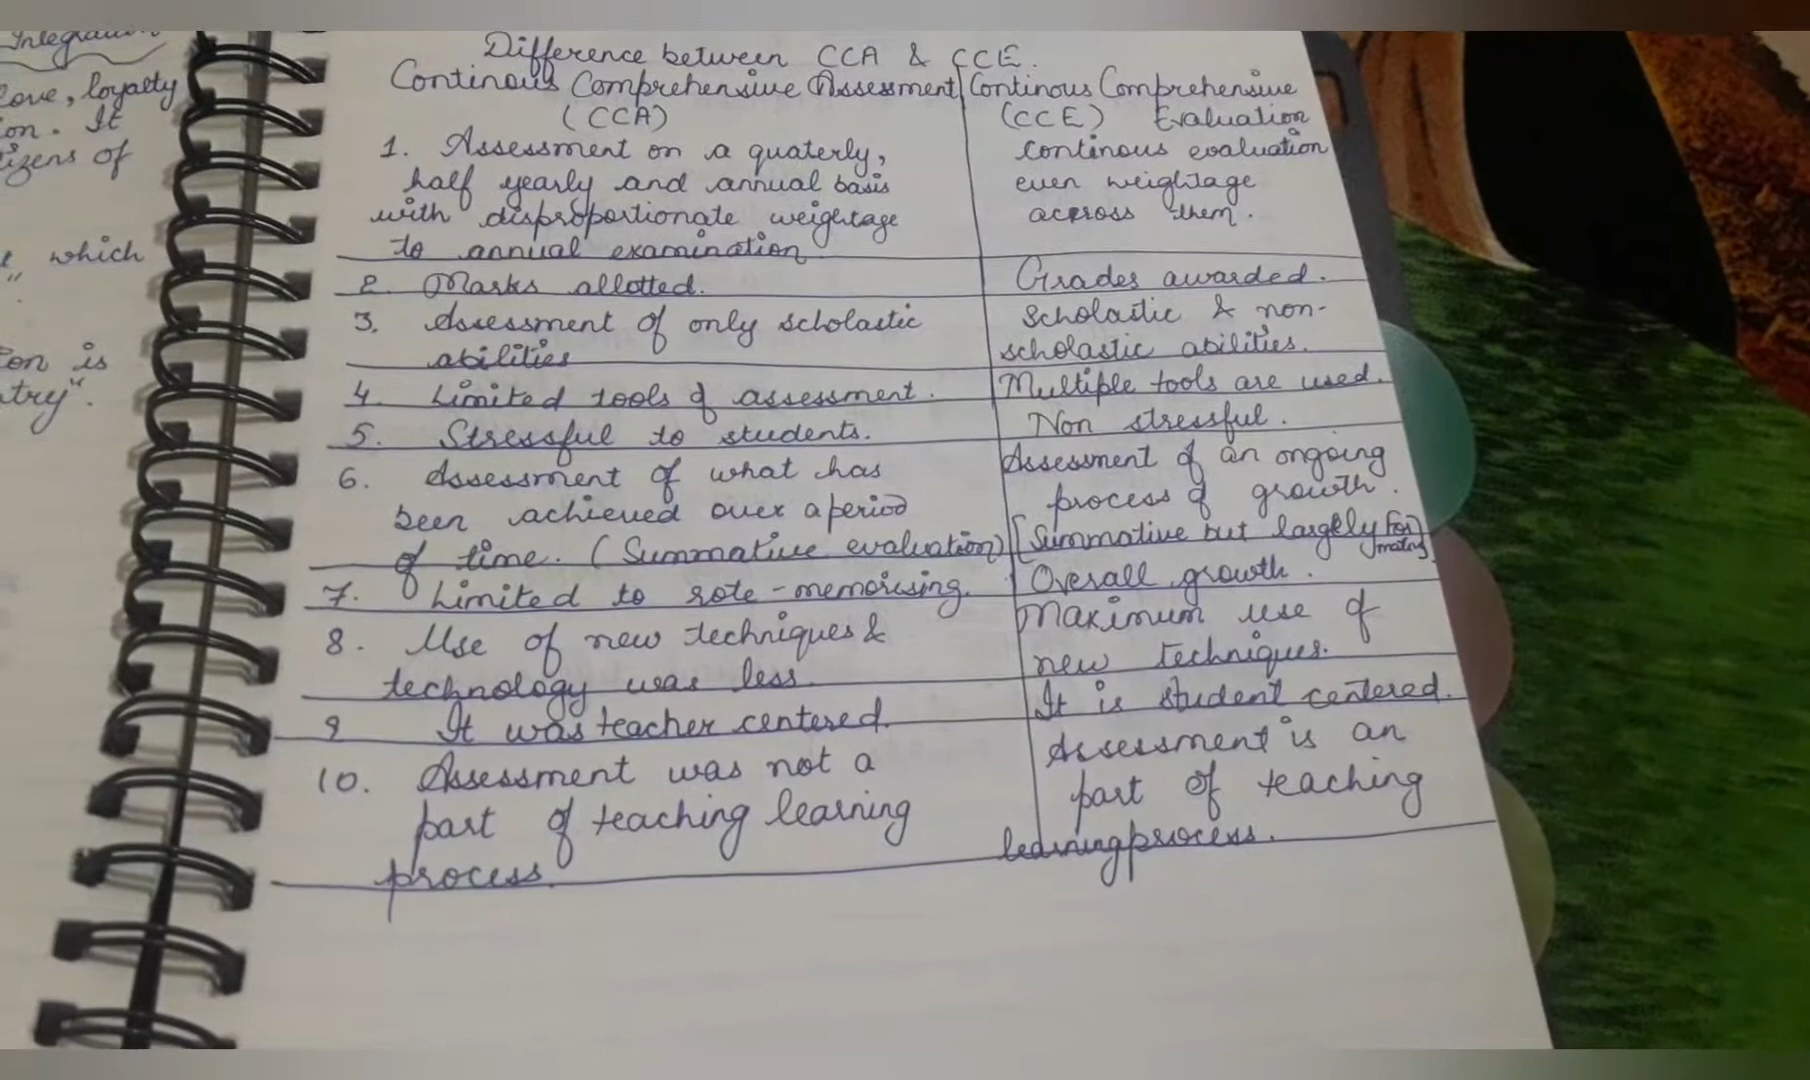 Integration
love, loyalty
on. It
izens of
which
"
on is
try".
Difference between CCA & CCE.
Continous Comprehensive Assessment
(CCA)
Continous Comprehensive
(CCE) Evaluation
1. Assessment on a quaterly,
half yearly and annual basis
with disproportionate weightage
to annual examination
continous evaluation
even weightage
acrross them.
2. Marks allotted.
Grades awarded.
3. Assessment of only scholastic
abilities
Scholastic & non-
scholastic abilities.
4. Limited tools of assessment.
Multiple tools are used.
5. Stressful to students.
Non stressful.
6. Assessment of what has
been achieved over a period
of time. (Summative evaluation)
Assessment of an ongoing
process of growth.
[Summative but largely for
7. Limited to rote-memorising.
Overall growth.
8. Use of new techniques &
technology was less.
Maximum use of
new techniques.
9 It was teacher centered.
It is student centered.
10. Assessment was not a
part of teaching learning
process.
Assessment is an
part of teaching
learning process.